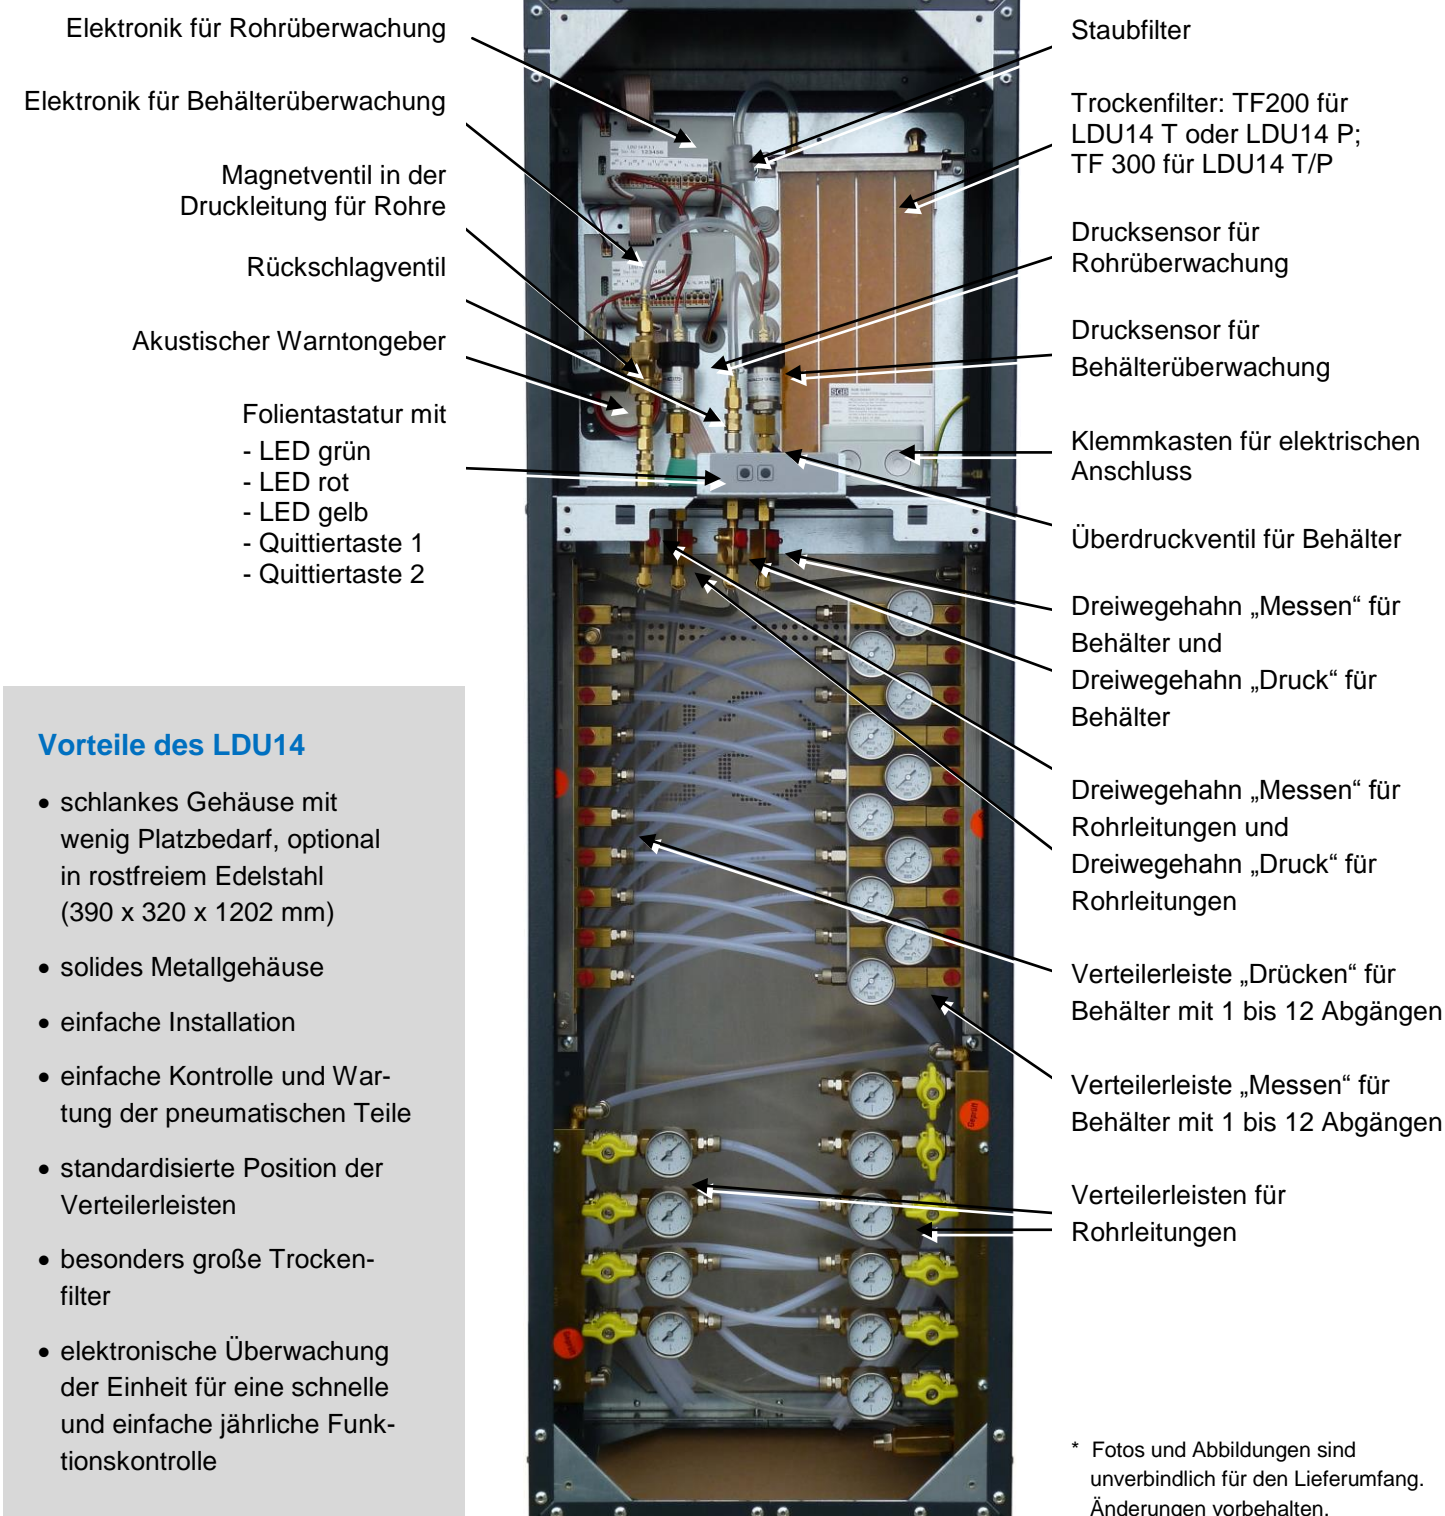 Elektronik für Rohrüberwachung
Elektronik für Behälterüberwachung
Magnetventil in der
Druckleitung für Rohre
Rückschlagventil
Akustischer Warntongeber
Folientastatur mit
- LED grün
- LED rot
- LED gelb
- Quittiertaste 1
- Quittiertaste 2
Vorteile des LDU14
• schlankes Gehäuse mit
wenig Platzbedarf, optional
in rostfreiem Edelstahl
(390 x 320 x 1202 mm)
• solides Metallgehäuse
• einfache Installation
• einfache Kontrolle und War-
tung der pneumatischen Teile
• standardisierte Position der
Verteilerleisten
• besonders große Trocken-
filter
• elektronische Überwachung
der Einheit für eine schnelle
und einfache jährliche Funk-
tionskontrolle
123456
SGB
Geprüft
Staubfilter
Trockenfilter: TF200 für
LDU14 T oder LDU14 P;
TF 300 für LDU14 T/P
Drucksensor für
Rohrüberwachung
Drucksensor für
Behälterüberwachung
Klemmkasten für elektrischen
Anschluss
Überdruckventil für Behälter
Dreiwegehahn „Messen“ für
Behälter und
Dreiwegehahn „Druck“ für
Behälter
Dreiwegehahn „Messen“ für
Rohrleitungen und
Dreiwegehahn „Druck“ für
Rohrleitungen
Verteilerleiste „Drücken“ für
Behälter mit 1 bis 12 Abgängen
Verteilerleiste „Messen“ für
Behälter mit 1 bis 12 Abgängen
Verteilerleisten für
Rohrleitungen
* Fotos und Abbildungen sind
unverbindlich für den Lieferumfang.
Änderungen vorbehalten.